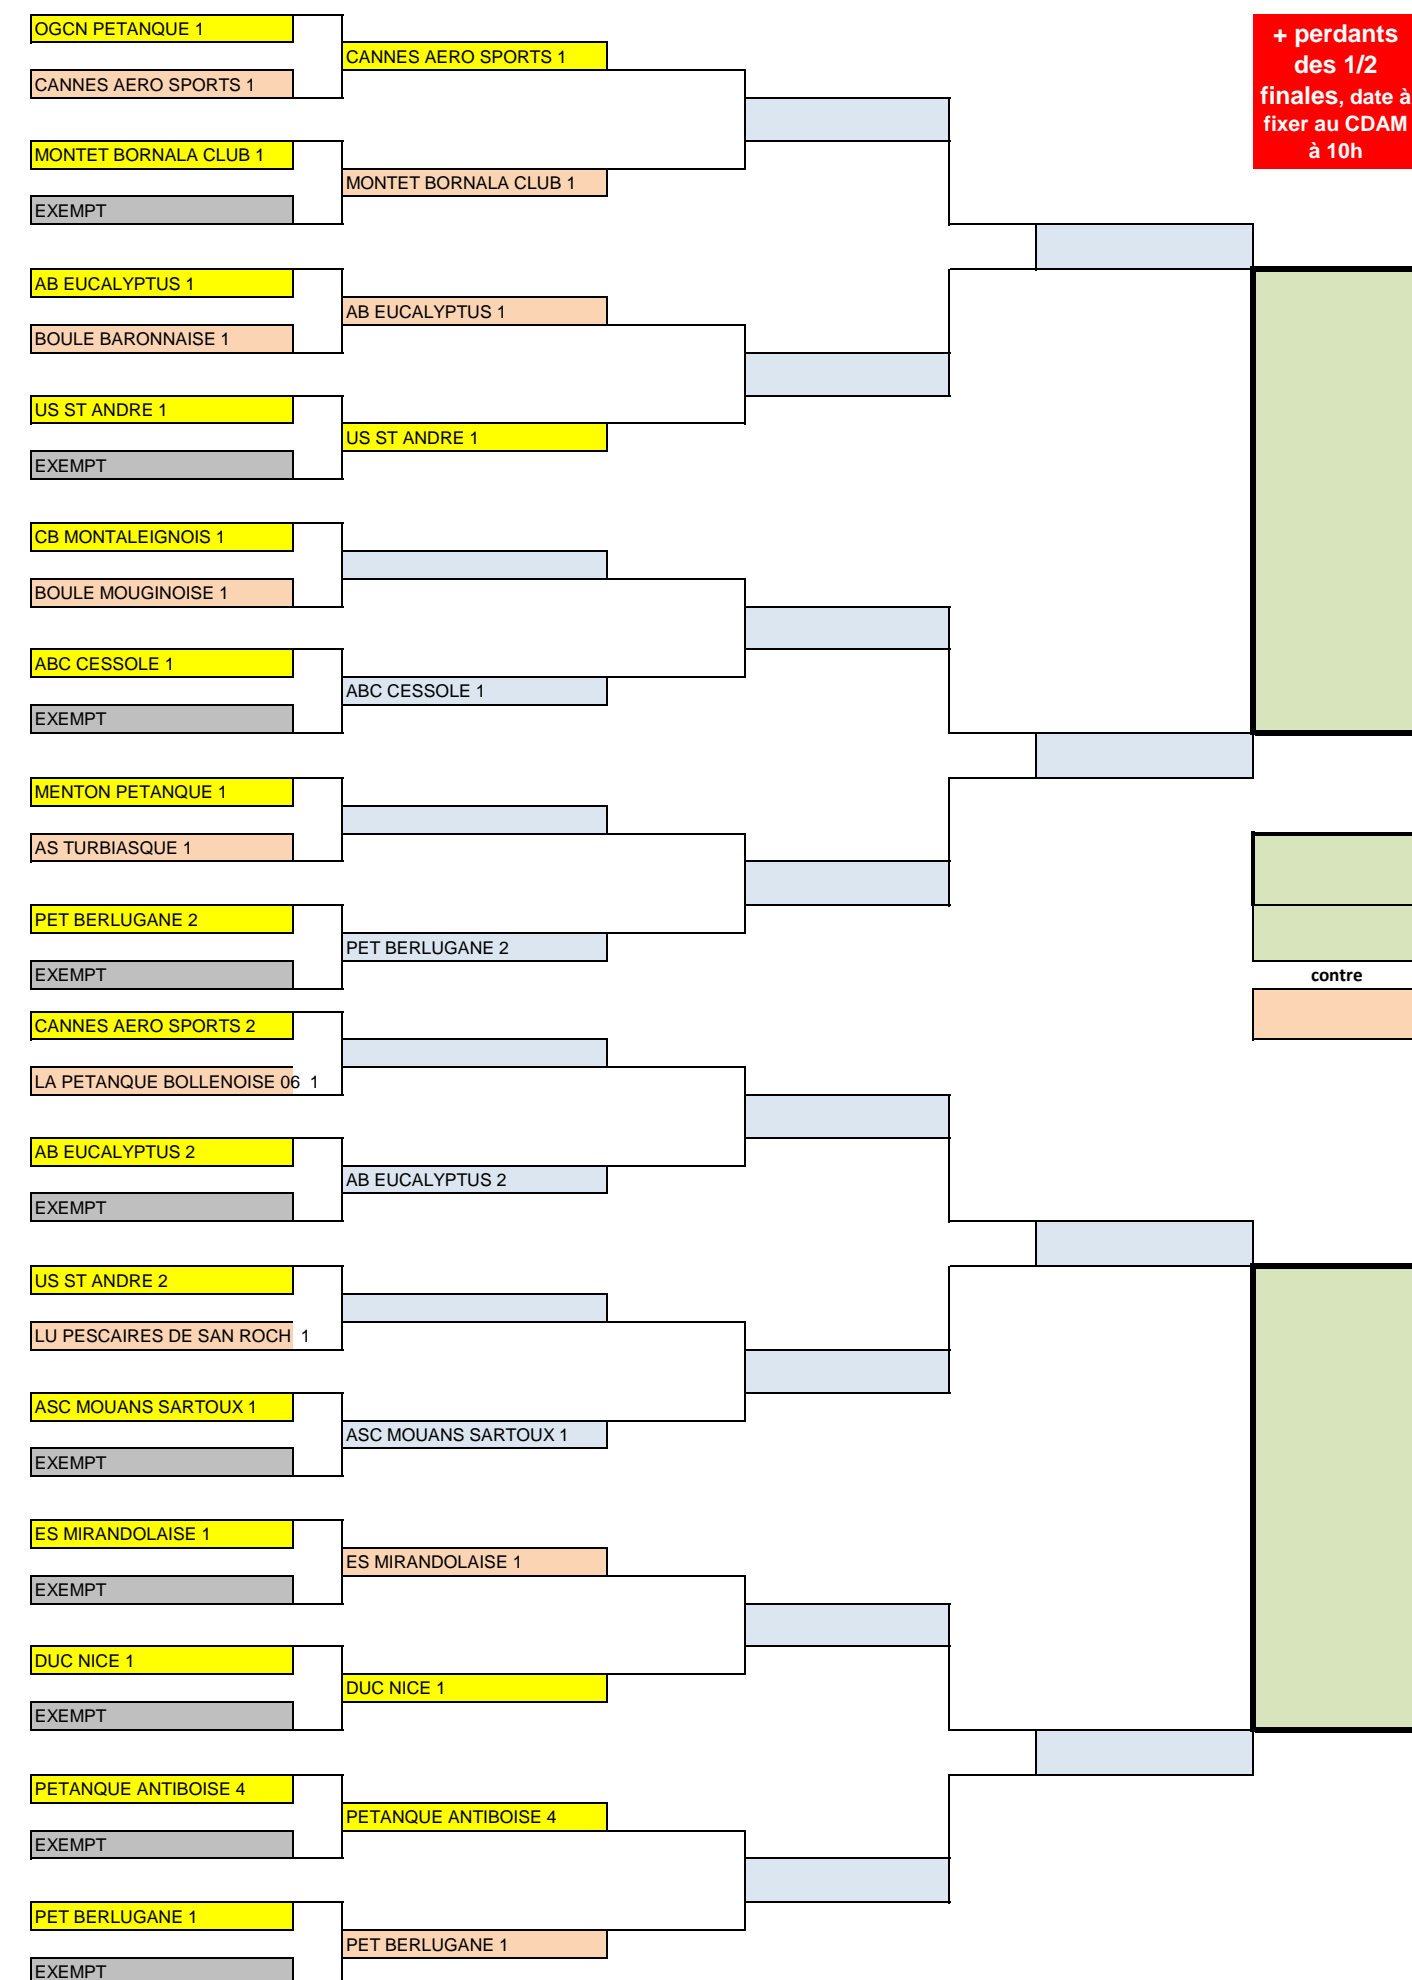 OGCN PETANQUE 1
CANNES AERO SPORTS 1
CANNES AERO SPORTS 1
MONTET BORNALA CLUB 1
MONTET BORNALA CLUB 1
EXEMPT
AB EUCALYPTUS 1
AB EUCALYPTUS 1
BOULE BARONNAISE 1
US ST ANDRE 1
US ST ANDRE 1
EXEMPT
CB MONTALEIGNOIS 1
BOULE MOUGINOISE 1
ABC CESSOLE 1
ABC CESSOLE 1
EXEMPT
MENTON PETANQUE 1
AS TURBIASQUE 1
PET BERLUGANE 2
PET BERLUGANE 2
EXEMPT
CANNES AERO SPORTS 2
LA PETANQUE BOLLENOISE 06 1
AB EUCALYPTUS 2
AB EUCALYPTUS 2
EXEMPT
US ST ANDRE 2
LU PESCAIRES DE SAN ROCH 1
ASC MOUANS SARTOUX 1
ASC MOUANS SARTOUX 1
EXEMPT
ES MIRANDOLAISE 1
ES MIRANDOLAISE 1
EXEMPT
DUC NICE 1
DUC NICE 1
EXEMPT
PETANQUE ANTIBOISE 4
PETANQUE ANTIBOISE 4
EXEMPT
PET BERLUGANE 1
PET BERLUGANE 1
EXEMPT
+ perdants
des 1/2
finales, date à
fixer au CDAM
à 10h
contre